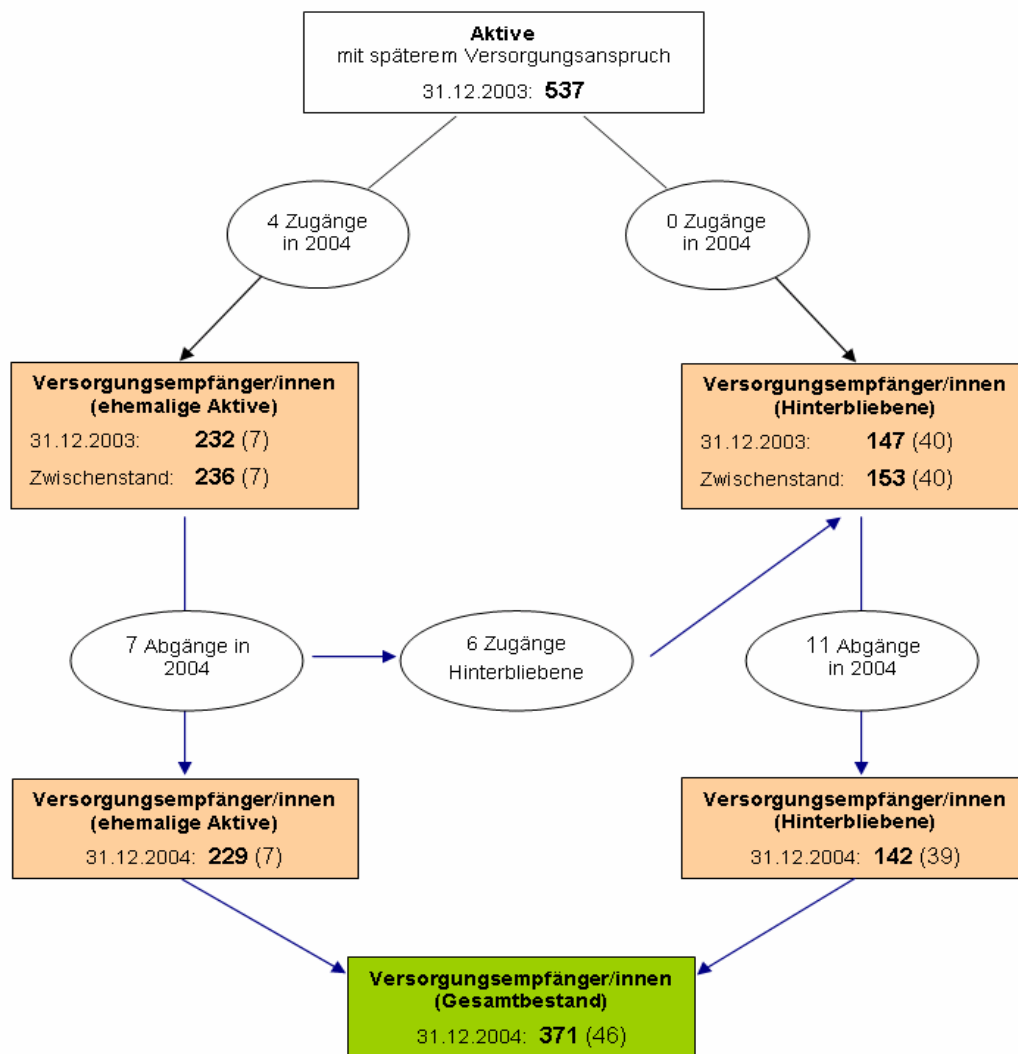 Aktive
mit späterem Versorgungsanspruch
31.12.2003: 537
4 Zugänge
in 2004
0 Zugänge
in 2004
Versorgungsempfänger/innen
(ehemalige Aktive)
31.12.2003: 232 (7)
Zwischenstand: 236 (7)
Versorgungsempfänger/innen
(Hinterbliebene)
31.12.2003: 147 (40)
Zwischenstand: 153 (40)
7 Abgänge in
2004
6 Zugänge
Hinterbliebene
11 Abgänge
in 2004
Versorgungsempfänger/innen
(ehemalige Aktive)
31.12.2004: 229 (7)
Versorgungsempfänger/innen
(Hinterbliebene)
31.12.2004: 142 (39)
Versorgungsempfänger/innen
(Gesamtbestand)
31.12.2004: 371 (46)